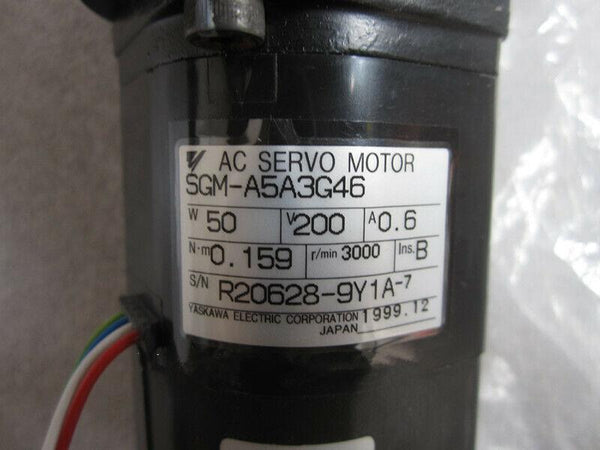 AC SERVO MOTOR
SGM-A5A3G46
W 50 V 200 A 0.6
N·m 0.159 r/min 3000 Ins. B
S/N R20628-9Y1A-7
YASKAWA ELECTRIC CORPORATION 1999.12
JAPAN